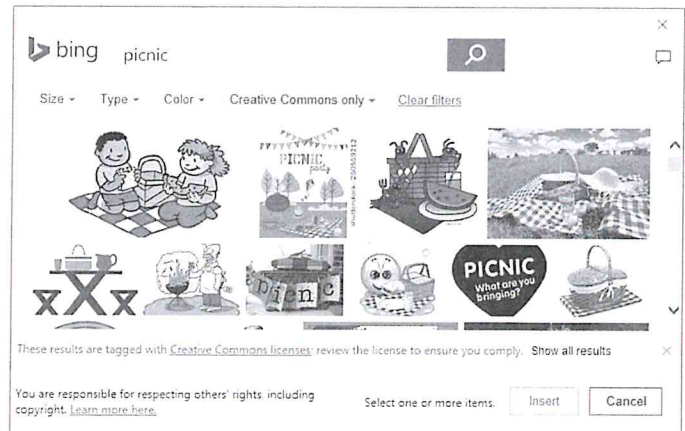 bing picnic
Size Type Color Creative Commons only Clear filters
PICNIC
party
shutterstock
picnic
PICNIC
What are you
bringing?
These results are tagged with Creative Commons licenses; review the license to ensure you comply. Show all results
You are responsible for respecting others' rights, including
copyright. Learn more here.
Select one or more items. Insert Cancel